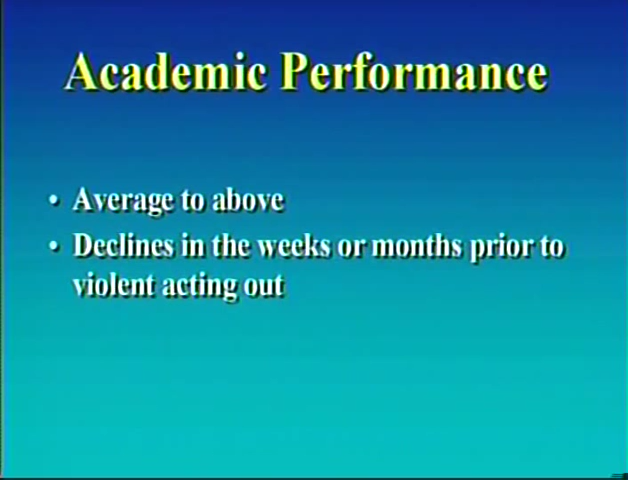 Academic Performance
• Average to above
• Declines in the weeks or months prior to
violent acting out